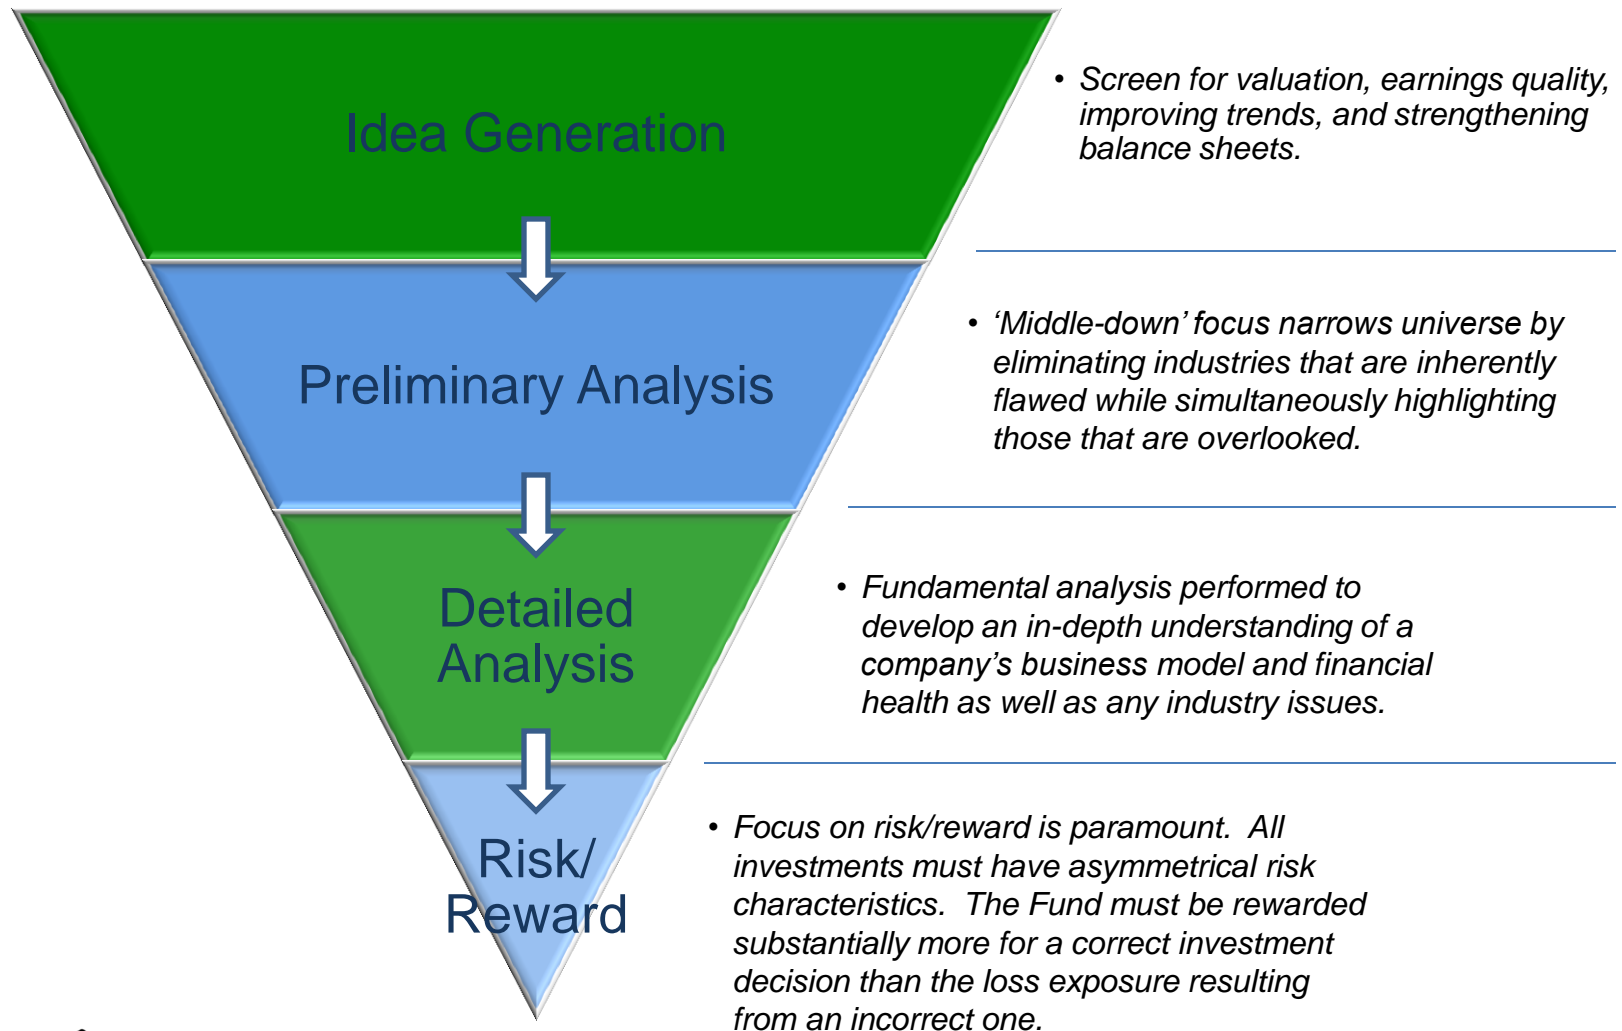 Idea Generation
• Screen for valuation, earnings quality,
improving trends, and strengthening
balance sheets.
Preliminary Analysis
• ‘Middle-down’ focus narrows universe by
eliminating industries that are inherently
flawed while simultaneously highlighting
those that are overlooked.
Detailed
Analysis
• Fundamental analysis performed to
develop an in-depth understanding of a
company’s business model and financial
health as well as any industry issues.
Risk/
Reward
• Focus on risk/reward is paramount.  All
investments must have asymmetrical risk
characteristics.  The Fund must be rewarded
substantially more for a correct investment
decision than the loss exposure resulting
from an incorrect one.